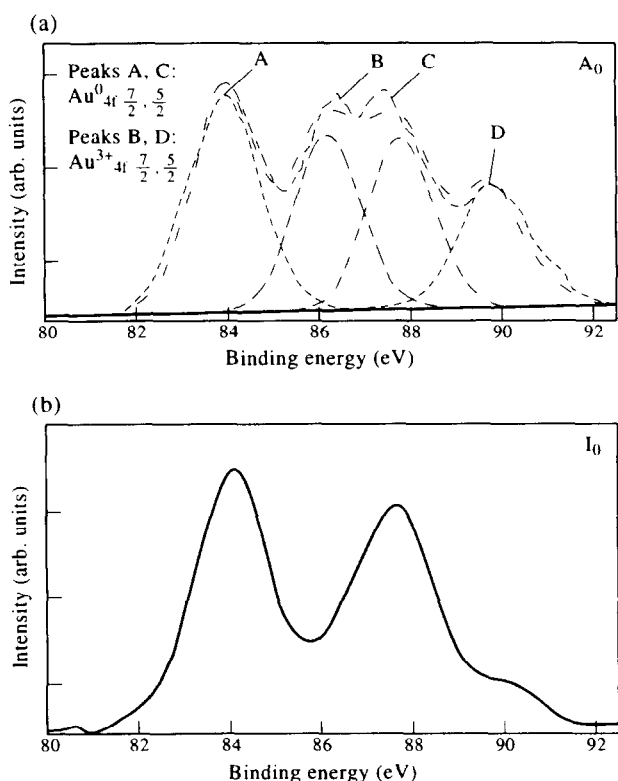 (a)
A B C A₀
Peaks A, C:
Au⁰ 4f 7/2, 5/2
Peaks B, D:
Au³⁺ 4f 7/2, 5/2
D
Intensity (arb. units)
80 82 84 86 88 90 92
Binding energy (eV)
(b)
I₀
Intensity (arb. units)
80 82 84 86 88 90 92
Binding energy (eV)